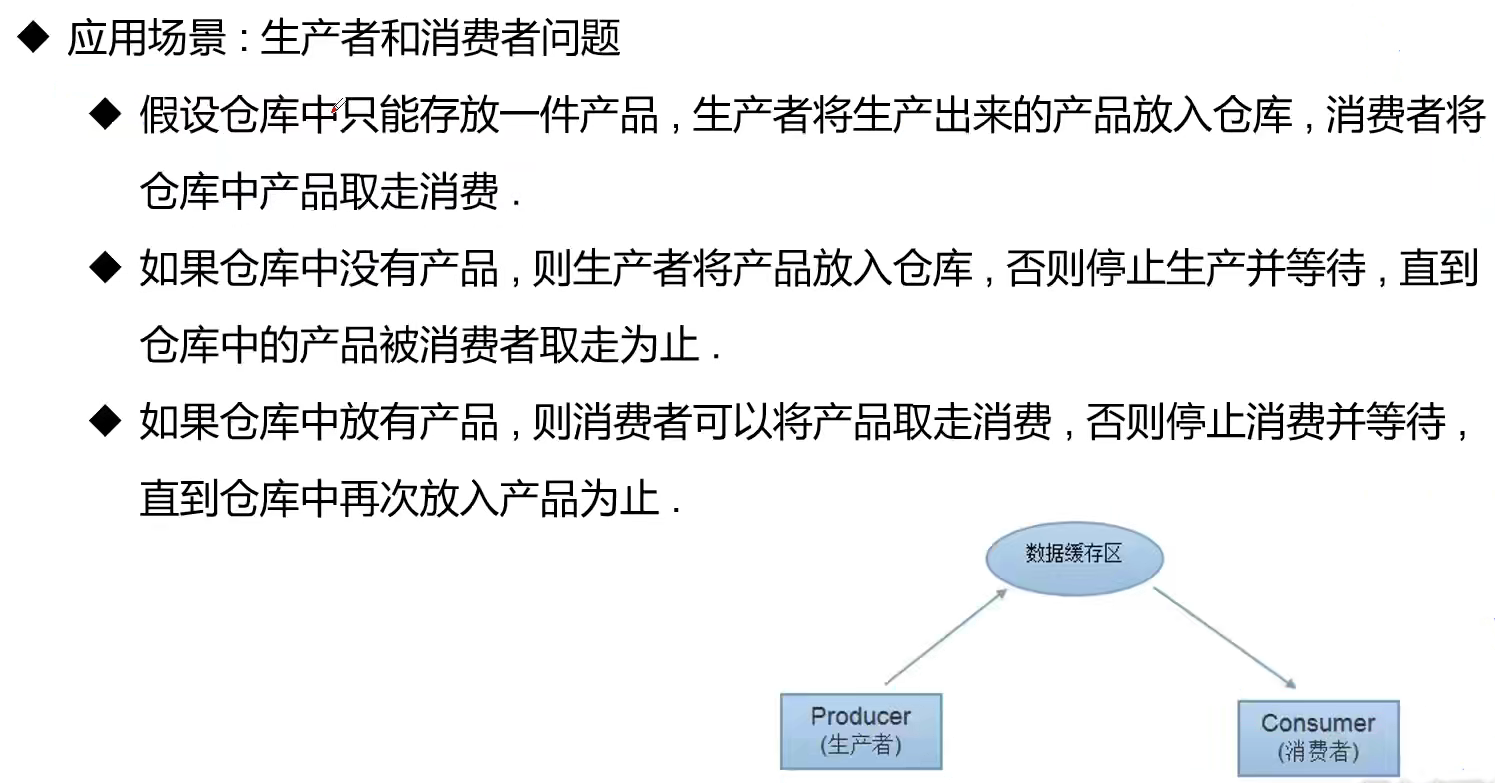 ◆ 应用场景 : 生产者和消费者问题
◆ 假设仓库中只能存放一件产品 , 生产者将生产出来的产品放入仓库 , 消费者将
仓库中产品取走消费 .
◆ 如果仓库中没有产品 , 则生产者将产品放入仓库 , 否则停止生产并等待 , 直到
仓库中的产品被消费者取走为止 .
◆ 如果仓库中放有产品 , 则消费者可以将产品取走消费 , 否则停止消费并等待 ,
直到仓库中再次放入产品为止 .
数据缓存区
Producer
(生产者)
Consumer
(消费者)